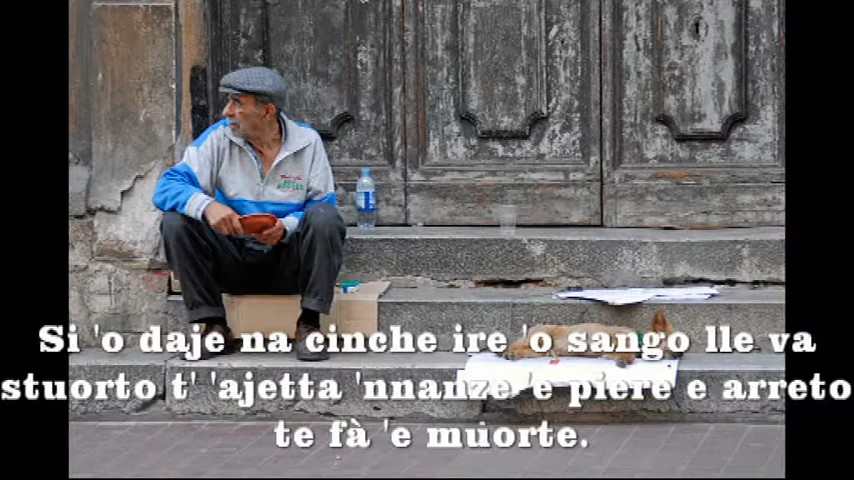 Si 'o daje na cinche ire 'o sango lle va
stuorto t' 'ajetta 'nnanze 'e piere e arreto
te fà 'e muorte.